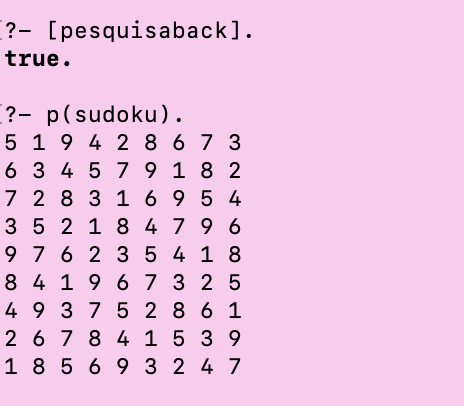 ?- [pesquisaback].
true.
?- p(sudoku).
5 1 9 4 2 8 6 7 3
6 3 4 5 7 9 1 8 2
7 2 8 3 1 6 9 5 4
3 5 2 1 8 4 7 9 6
9 7 6 2 3 5 4 1 8
8 4 1 9 6 7 3 2 5
4 9 3 7 5 2 8 6 1
2 6 7 8 4 1 5 3 9
1 8 5 6 9 3 2 4 7